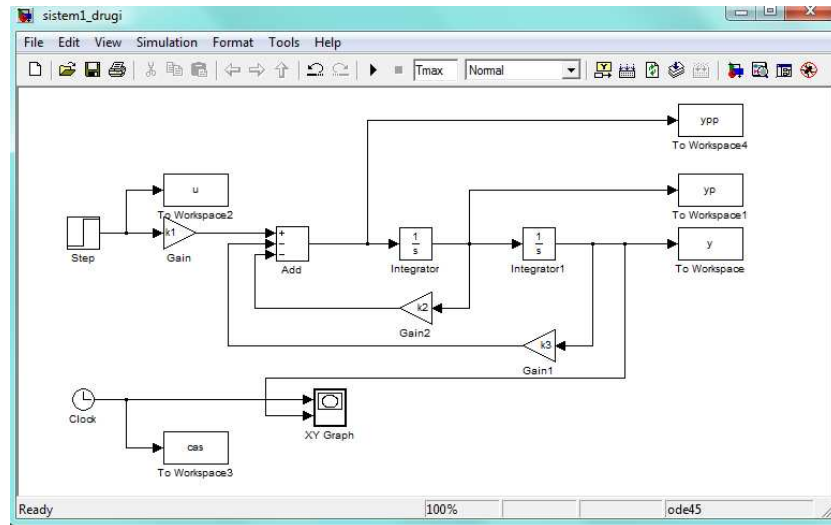 sistem1_drugi
File Edit View Simulation Format Tools Help
Tmax Normal
ypp
To Workspace4
u
To Workspace2
yp
To Workspace1
Step
k1
Gain
+
−
−
Add
1
s
Integrator
1
s
Integrator1
y
To Workspace
k2
Gain2
k3
Gain1
Clock
XY Graph
cas
To Workspace3
Ready 100% ode45